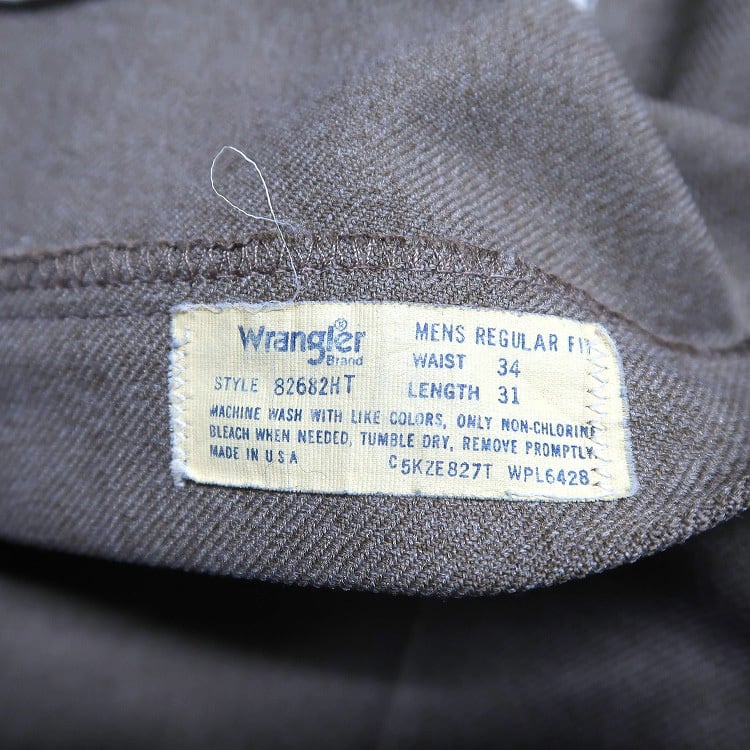 Wrangler® MENS REGULAR FIT
Brand WAIST 34
STYLE 82682HT LENGTH 31
MACHINE WASH WITH LIKE COLORS, ONLY NON-CHLORINE
BLEACH WHEN NEEDED, TUMBLE DRY, REMOVE PROMPTLY.
MADE IN U.S.A C5KZE827T WPL6428